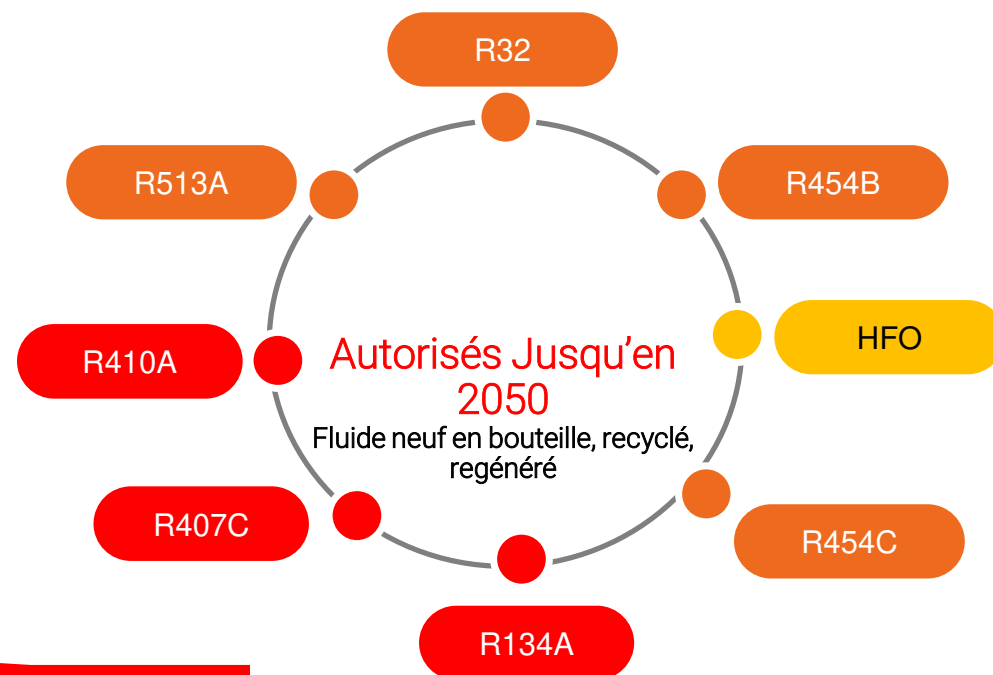 R32
R513A
R454B
HFO
R410A
Autorisés Jusqu'en
2050
Fluide neuf en bouteille, recyclé,
regénéré
R407C
R454C
R134A